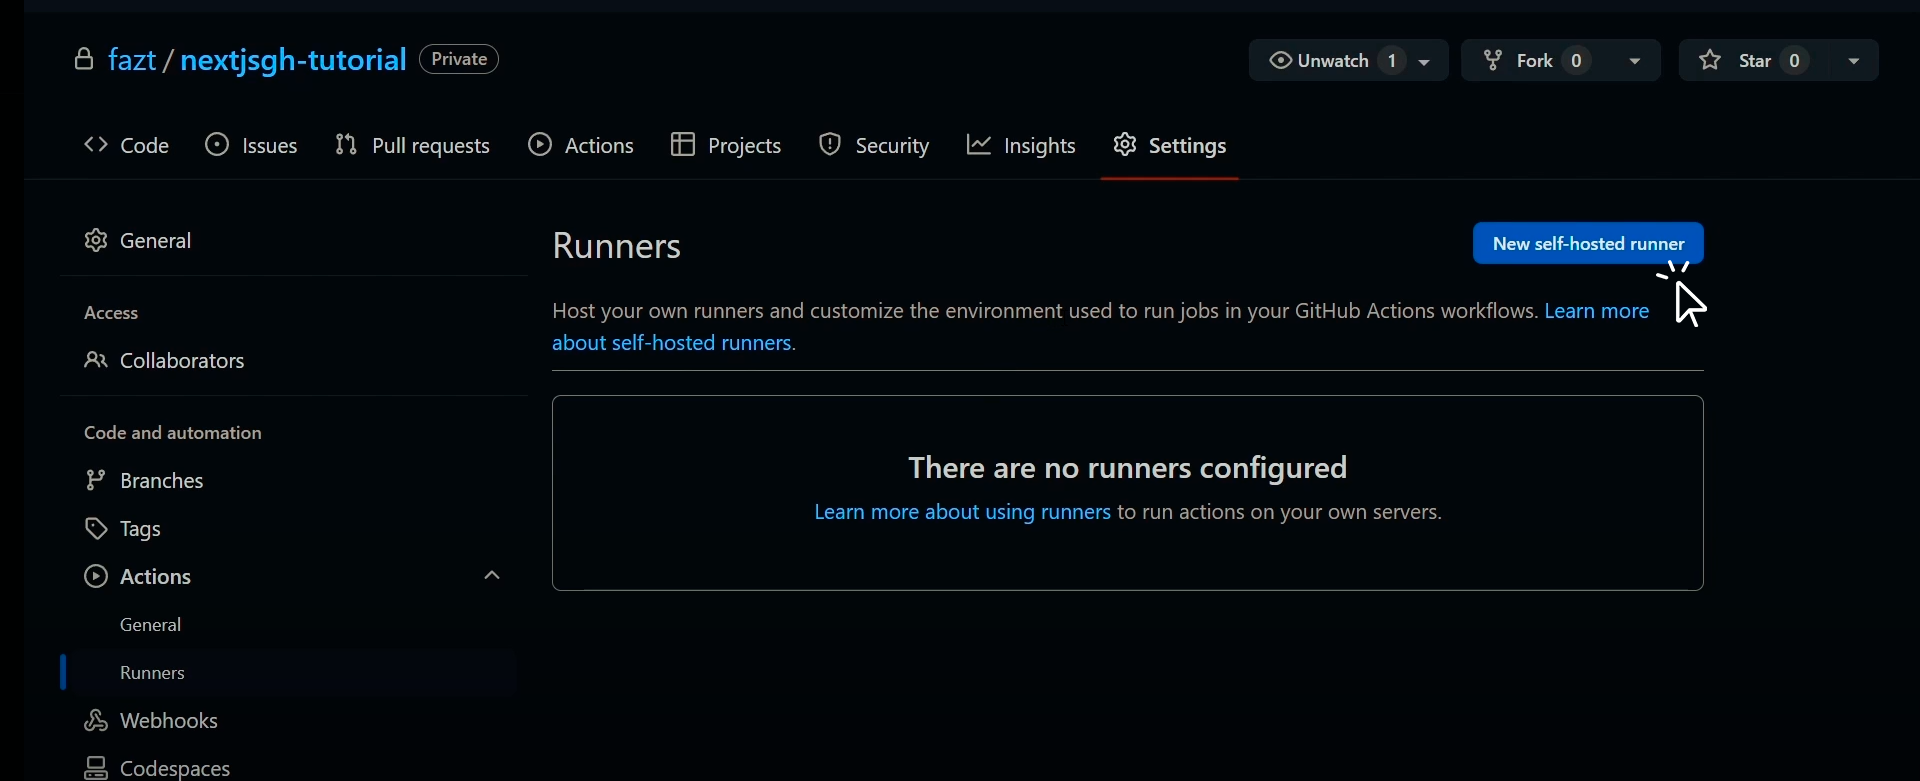 fazt / nextjsgh-tutorial Private
Unwatch 1
Fork 0
Star 0
Code
Issues
Pull requests
Actions
Projects
Security
Insights
Settings
General
Access
Collaborators
Code and automation
Branches
Tags
Actions
General
Runners
Webhooks
Codespaces
Runners
New self-hosted runner
Host your own runners and customize the environment used to run jobs in your GitHub Actions workflows. Learn more
about self-hosted runners.
There are no runners configured
Learn more about using runners to run actions on your own servers.